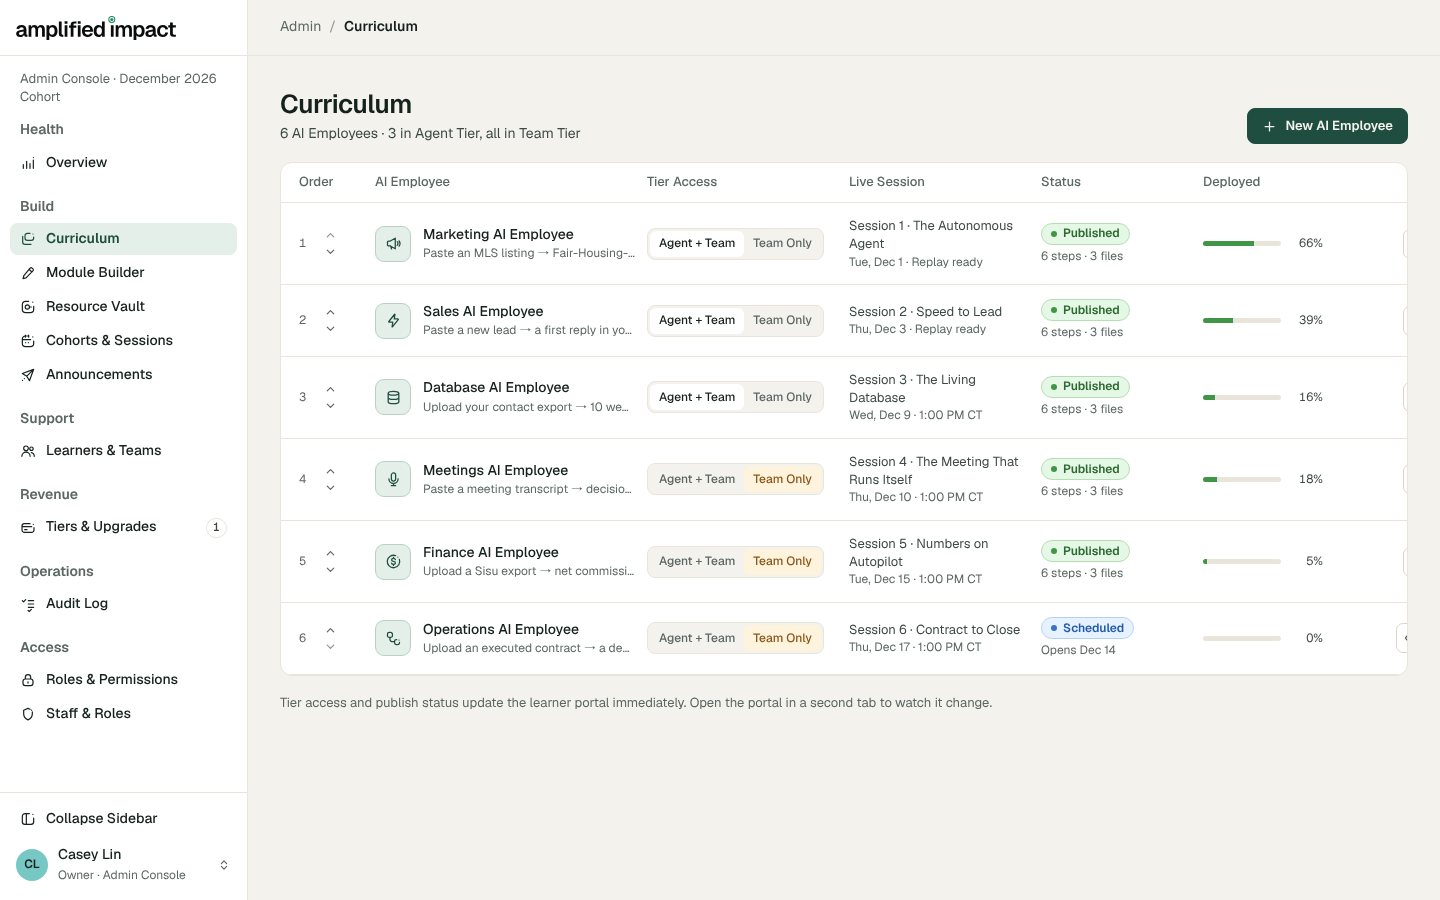 amplified impact
Admin / Curriculum
Admin Console · December 2026
Cohort
Health
Overview
Build
Curriculum
Module Builder
Resource Vault
Cohorts & Sessions
Announcements
Support
Learners & Teams
Revenue
Tiers & Upgrades 1
Operations
Audit Log
Access
Roles & Permissions
Staff & Roles
Collapse Sidebar
CL
Casey Lin
Owner · Admin Console
Curriculum
6 AI Employees · 3 in Agent Tier, all in Team Tier
+ New AI Employee
Order AI Employee Tier Access Live Session Status Deployed
1
Marketing AI Employee
Paste an MLS listing → Fair-Housing-…
Agent + Team Team Only
Session 1 · The Autonomous
Agent
Tue, Dec 1 · Replay ready
Published
6 steps · 3 files
66%
2
Sales AI Employee
Paste a new lead → a first reply in yo…
Agent + Team Team Only
Session 2 · Speed to Lead
Thu, Dec 3 · Replay ready
Published
6 steps · 3 files
39%
3
Database AI Employee
Upload your contact export → 10 we…
Agent + Team Team Only
Session 3 · The Living
Database
Wed, Dec 9 · 1:00 PM CT
Published
6 steps · 3 files
16%
4
Meetings AI Employee
Paste a meeting transcript → decisio…
Agent + Team Team Only
Session 4 · The Meeting That
Runs Itself
Thu, Dec 10 · 1:00 PM CT
Published
6 steps · 3 files
18%
5
Finance AI Employee
Upload a Sisu export → net commissi…
Agent + Team Team Only
Session 5 · Numbers on
Autopilot
Tue, Dec 15 · 1:00 PM CT
Published
6 steps · 3 files
5%
6
Operations AI Employee
Upload an executed contract → a de…
Agent + Team Team Only
Session 6 · Contract to Close
Thu, Dec 17 · 1:00 PM CT
Scheduled
Opens Dec 14
0%
Tier access and publish status update the learner portal immediately. Open the portal in a second tab to watch it change.